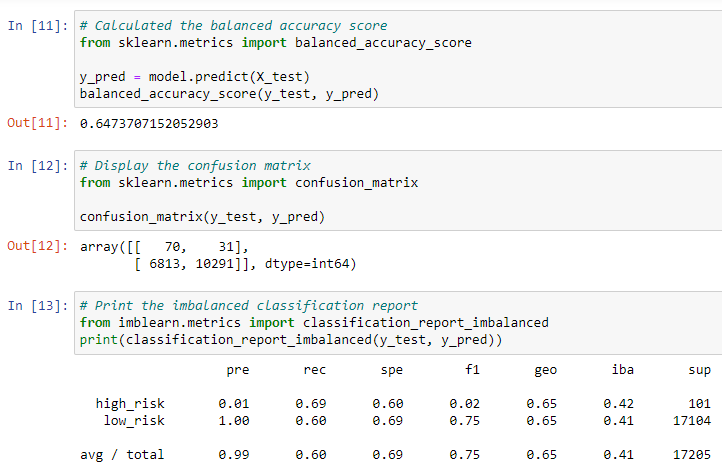 In [11]: # Calculated the balanced accuracy score
from sklearn.metrics import balanced_accuracy_score
y_pred = model.predict(X_test)
balanced_accuracy_score(y_test, y_pred)
Out[11]: 0.6473707152052903
In [12]: # Display the confusion matrix
from sklearn.metrics import confusion_matrix
confusion_matrix(y_test, y_pred)
Out[12]: array([[   70,    31],
[ 6813, 10291]], dtype=int64)
In [13]: # Print the imbalanced classification report
from imblearn.metrics import classification_report_imbalanced
print(classification_report_imbalanced(y_test, y_pred))
pre rec spe f1 geo iba sup
high_risk 0.01 0.69 0.60 0.02 0.65 0.42 101
low_risk 1.00 0.60 0.69 0.75 0.65 0.41 17104
avg / total 0.99 0.60 0.69 0.75 0.65 0.41 17205